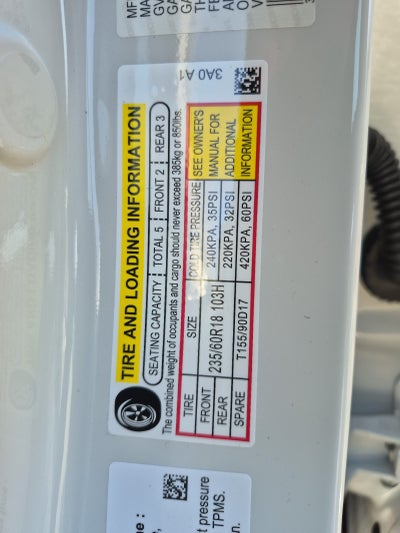 TIRE AND LOADING INFORMATION
SEATING CAPACITY TOTAL 5 FRONT 2 REAR 3
The combined weight of occupants and cargo should never exceed 385kg or 850lbs.
TIRE SIZE COLD TIRE PRESSURE SEE OWNER'S
FRONT 235/60R18 103H 240KPA, 35PSI MANUAL FOR
REAR 220KPA, 32PSI ADDITIONAL
SPARE T155/90D17 420KPA, 60PSI INFORMATION
3A0 A1
pressure
TPMS.